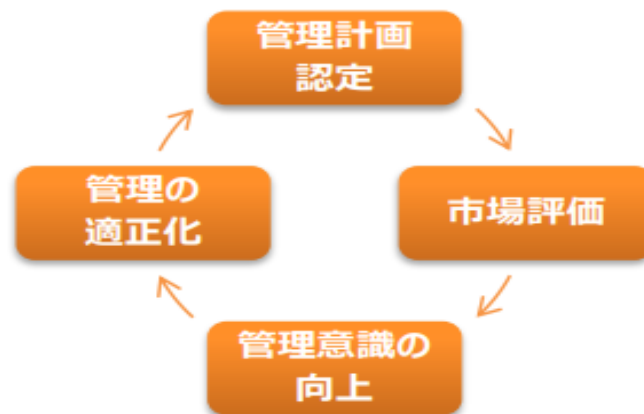 管理計画
認定
管理の
適正化
市場評価
管理意識の
向上